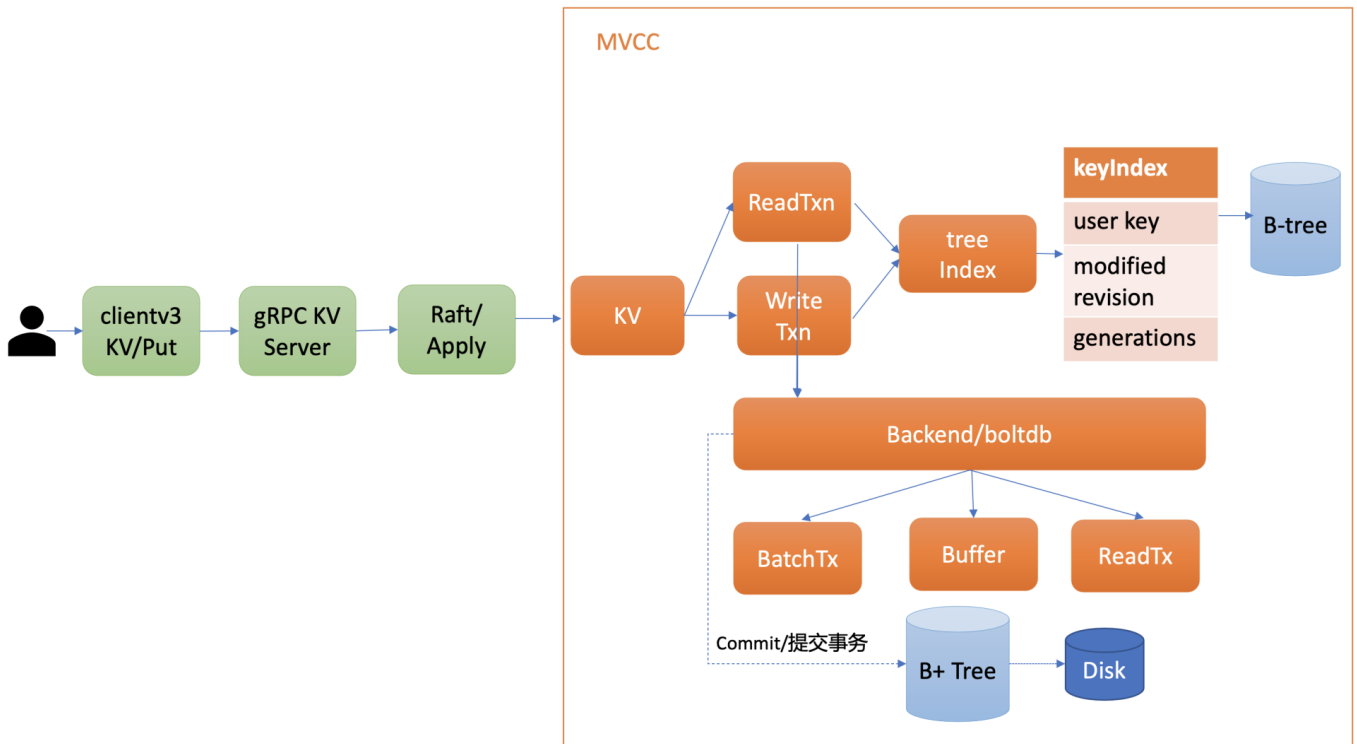 MVCC
clientv3
KV/Put
gRPC KV
Server
Raft/
Apply
KV
ReadTxn
Write
Txn
tree
Index
keyIndex
user key
modified
revision
generations
B-tree
Backend/boltdb
BatchTx
Buffer
ReadTx
Commit/提交事务
B+ Tree
Disk